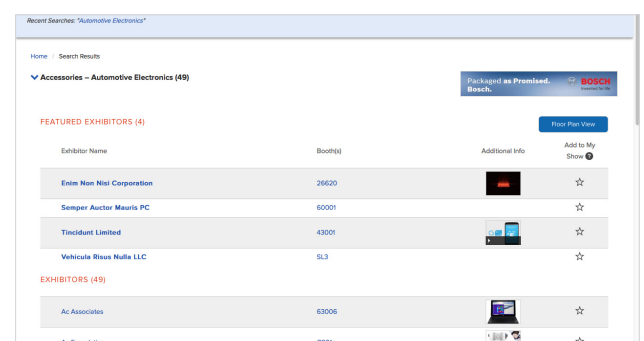 Recent Searches: "Automotive Electronics"
Home / Search Results
Accessories – Automotive Electronics (49)
Packaged as Promised.
Bosch.
BOSCH
Invented for life
FEATURED EXHIBITORS (4)
Floor Plan View
Exhibitor Name Booth(s) Additional Info Add to My Show
Enim Non Nisi Corporation 26620
Semper Auctor Mauris PC 60001
Tincidunt Limited 43001
Vehicula Risus Nulla LLC SL3
EXHIBITORS (49)
Ac Associates 63006